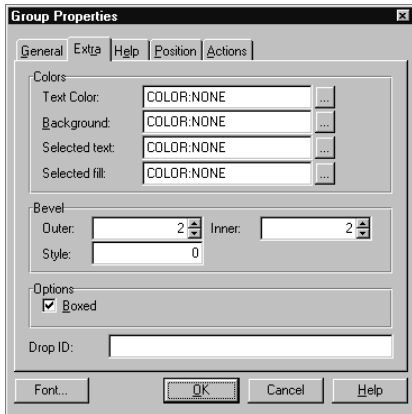 Group Properties
General Extra Help Position Actions
Colors
Text Color: COLOR:NONE ...
Background: COLOR:NONE ...
Selected text: COLOR:NONE ...
Selected fill: COLOR:NONE ...
Bevel
Outer: 2 Inner: 2
Style: 0
Options
Boxed
Drop ID:
Font... OK Cancel Help